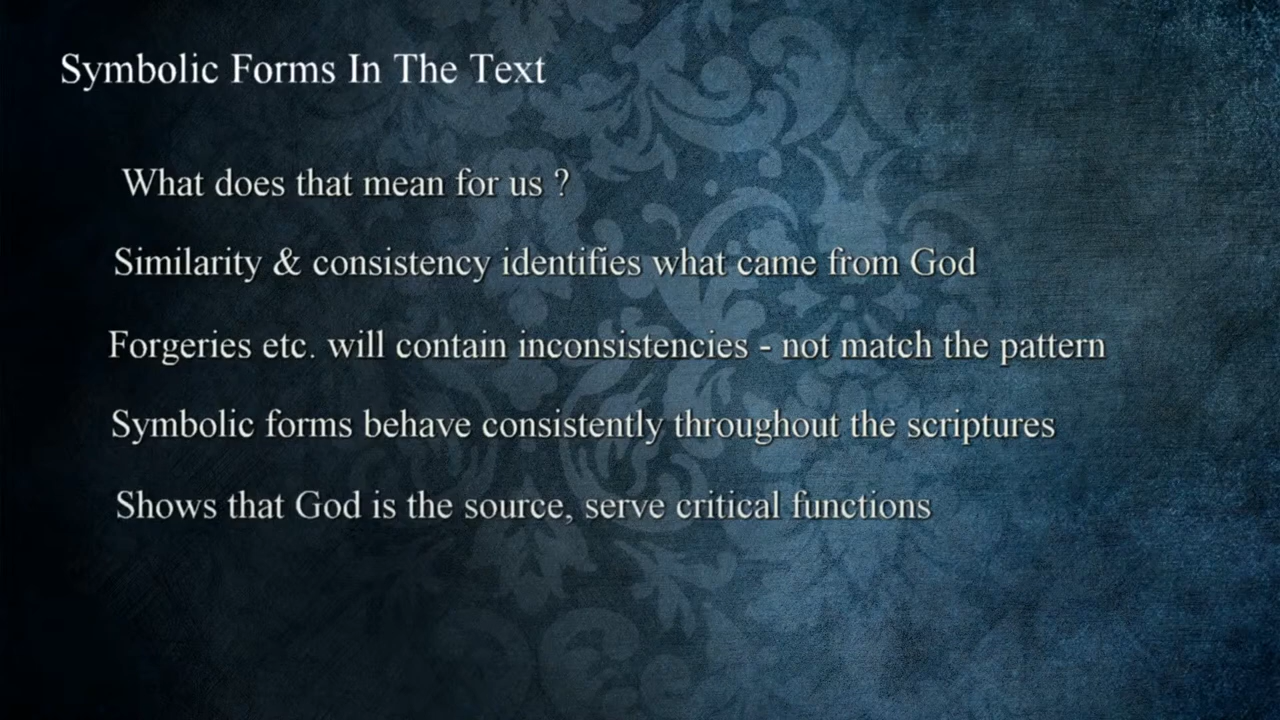 Symbolic Forms In The Text
What does that mean for us ?
Similarity & consistency identifies what came from God
Forgeries etc. will contain inconsistencies - not match the pattern
Symbolic forms behave consistently throughout the scriptures
Shows that God is the source, serve critical functions